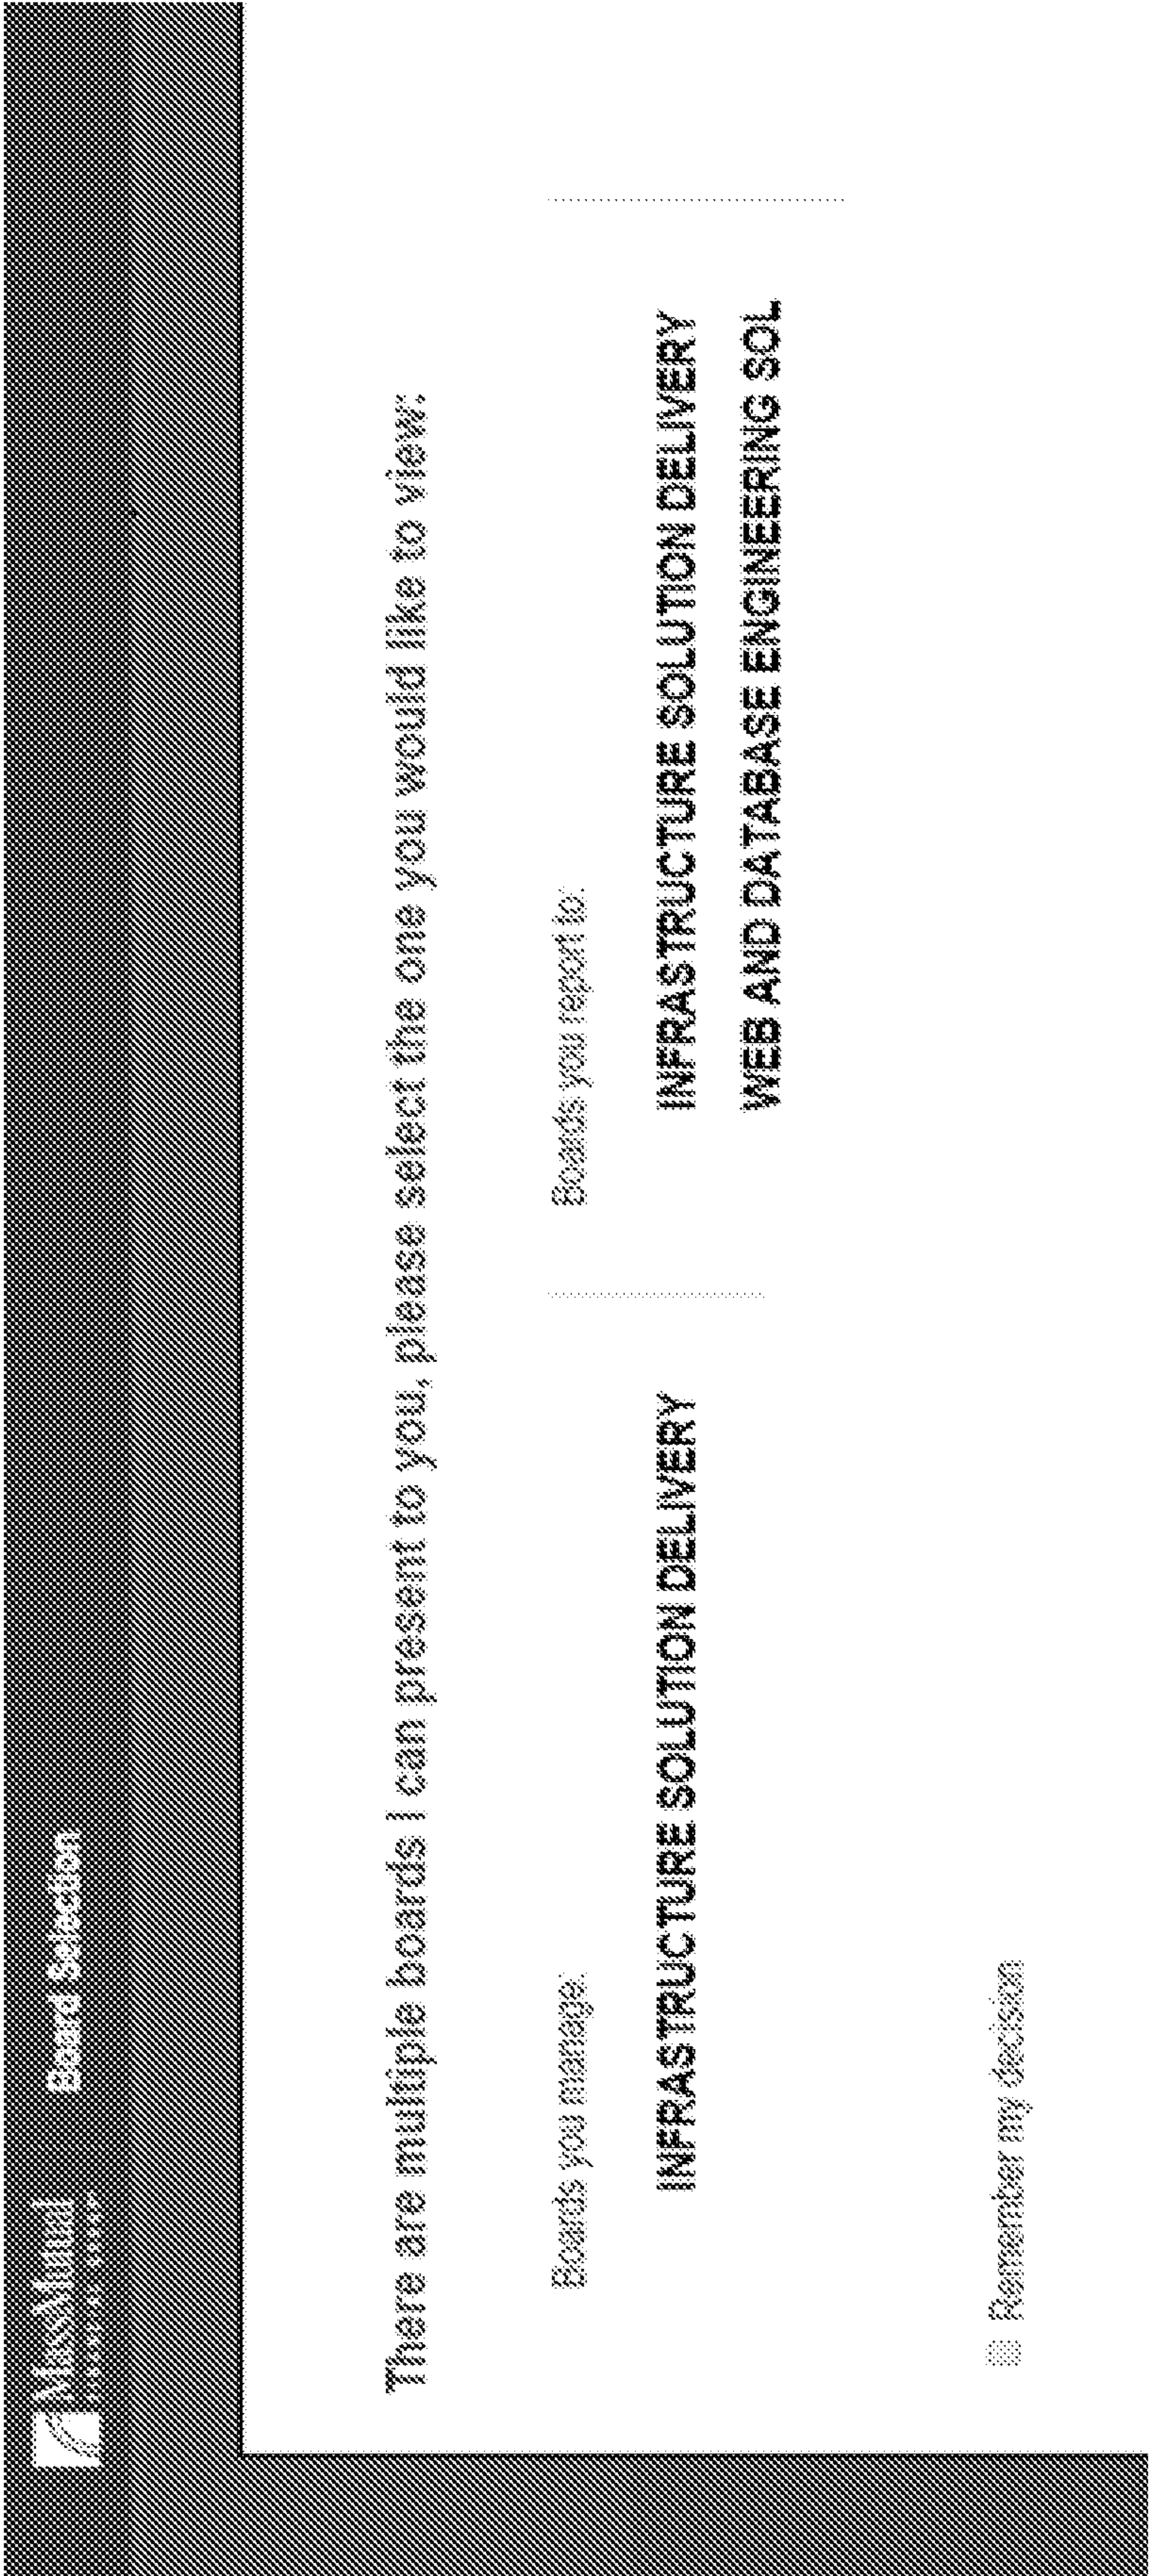 MassMutual
Board Selection
There are multiple boards I can present to you, please select the one you would like to view:
Boards you manage:
INFRASTRUCTURE SOLUTION DELIVERY
Boards you report to:
INFRASTRUCTURE SOLUTION DELIVERY
WEB AND DATABASE ENGINEERING SOL
Remember my decision